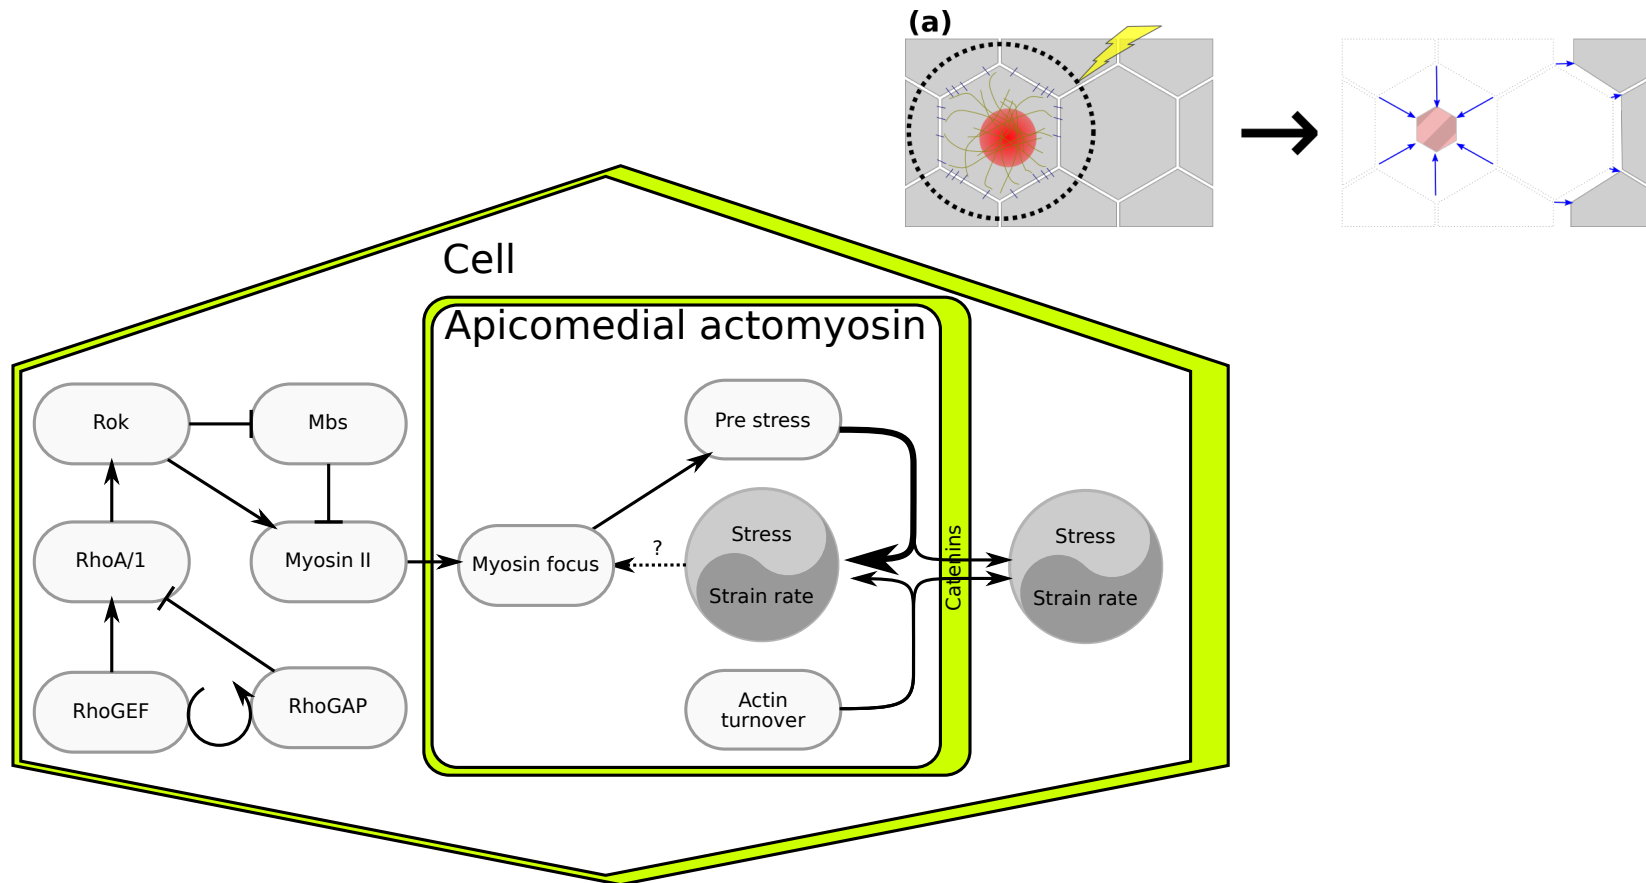 (a)
Cell
Apicomedial actomyosin
Rok
Mbs
Pre stress
RhoA/1
Myosin II
Myosin focus
?
Stress
Strain rate
Catenins
Stress
Strain rate
RhoGEF
RhoGAP
Actin
turnover